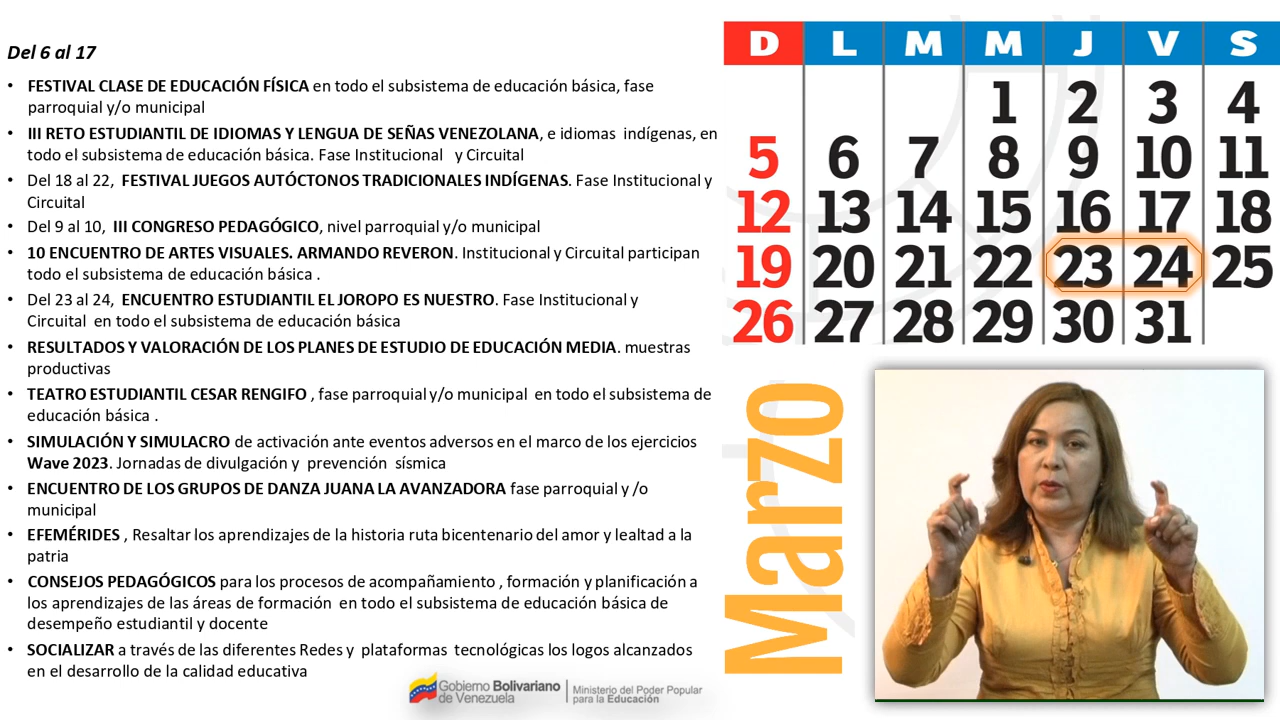 Del 6 al 17
• FESTIVAL CLASE DE EDUCACIÓN FÍSICA en todo el subsistema de educación básica, fase
parroquial y/o municipal
• III RETO ESTUDIANTIL DE IDIOMAS Y LENGUA DE SEÑAS VENEZOLANA, e idiomas indígenas, en
todo el subsistema de educación básica. Fase Institucional y Circuital
• Del 18 al 22, FESTIVAL JUEGOS AUTÓCTONOS TRADICIONALES INDÍGENAS. Fase Institucional y
Circuital
• Del 9 al 10, III CONGRESO PEDAGÓGICO, nivel parroquial y/o municipal
• 10 ENCUENTRO DE ARTES VISUALES. ARMANDO REVERON. Institucional y Circuital participan
todo el subsistema de educación básica .
• Del 23 al 24, ENCUENTRO ESTUDIANTIL EL JOROPO ES NUESTRO. Fase Institucional y
Circuital en todo el subsistema de educación básica
• RESULTADOS Y VALORACIÓN DE LOS PLANES DE ESTUDIO DE EDUCACIÓN MEDIA. muestras
productivas
• TEATRO ESTUDIANTIL CESAR RENGIFO , fase parroquial y/o municipal en todo el subsistema de
educación básica .
• SIMULACIÓN Y SIMULACRO de activación ante eventos adversos en el marco de los ejercicios
Wave 2023. Jornadas de divulgación y prevención sísmica
• ENCUENTRO DE LOS GRUPOS DE DANZA JUANA LA AVANZADORA fase parroquial y /o
municipal
• EFEMÉRIDES , Resaltar los aprendizajes de la historia ruta bicentenario del amor y lealtad a la
patria
• CONSEJOS PEDAGÓGICOS para los procesos de acompañamiento , formación y planificación a
los aprendizajes de las áreas de formación en todo el subsistema de educación básica de
desempeño estudiantil y docente
• SOCIALIZAR a través de las diferentes Redes y plataformas tecnológicas los logos alcanzados
en el desarrollo de la calidad educativa
Gobierno Bolivariano
de Venezuela
Ministerio del Poder Popular
para la Educación
D L M M J V S
1 2 3 4
5 6 7 8 9 10 11
12 13 14 15 16 17 18
19 20 21 22 23 24 25
26 27 28 29 30 31
Marzo